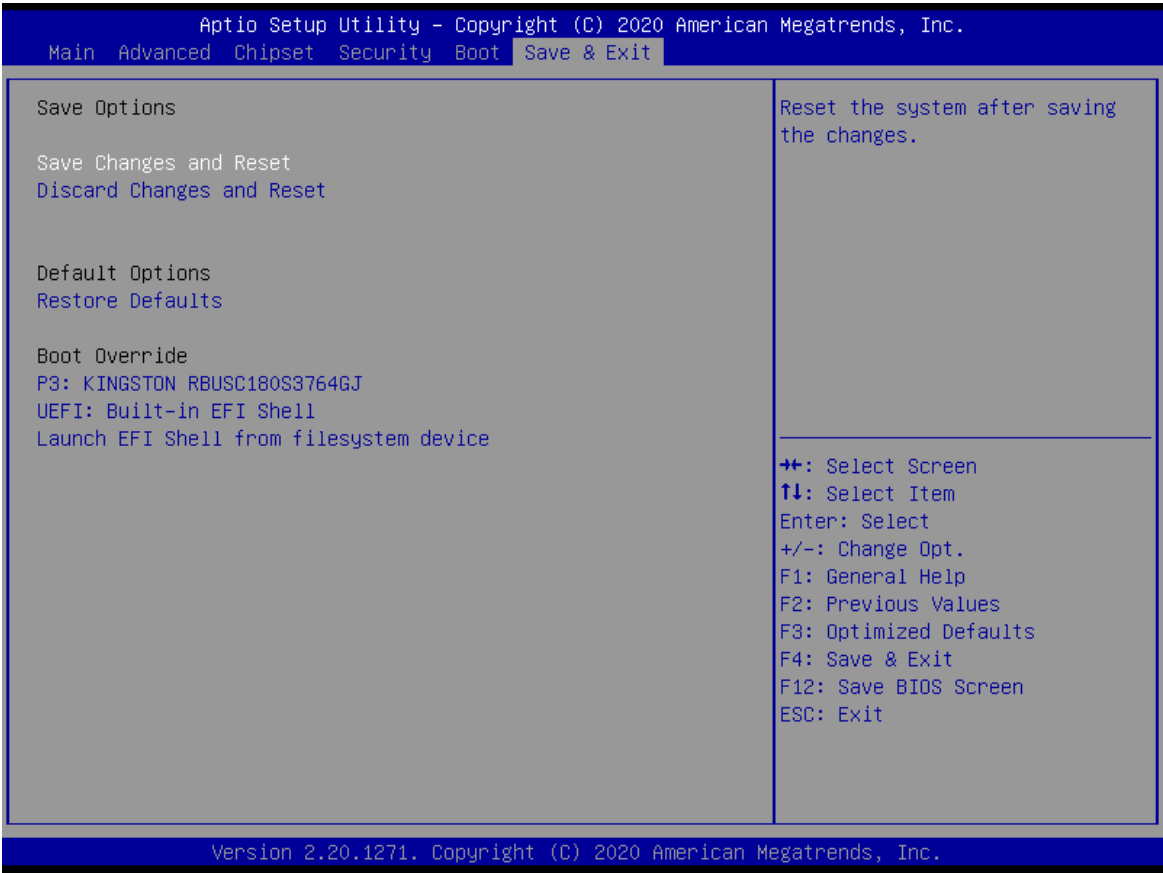 Aptio Setup Utility – Copyright (C) 2020 American Megatrends, Inc.
Main Advanced Chipset Security Boot Save & Exit
Save Options
Save Changes and Reset
Discard Changes and Reset
Default Options
Restore Defaults
Boot Override
P3: KINGSTON RBUSC180S3764GJ
UEFI: Built-in EFI Shell
Launch EFI Shell from filesystem device
Reset the system after saving
the changes.
→←: Select Screen
↑↓: Select Item
Enter: Select
+/-: Change Opt.
F1: General Help
F2: Previous Values
F3: Optimized Defaults
F4: Save & Exit
F12: Save BIOS Screen
ESC: Exit
Version 2.20.1271. Copyright (C) 2020 American Megatrends, Inc.